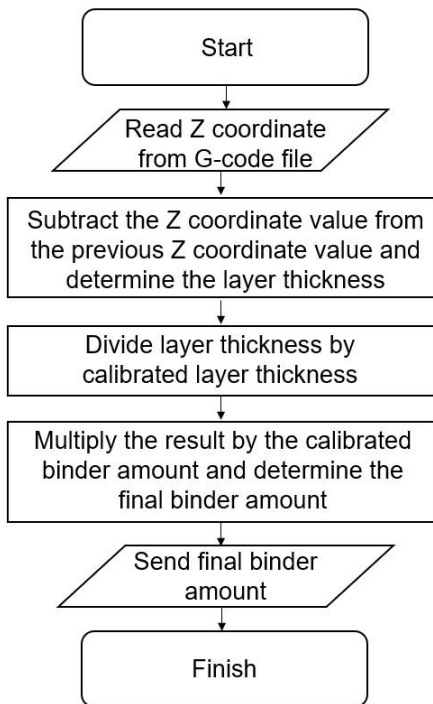 Start
Read Z coordinate
from G-code file
Subtract the Z coordinate value from
the previous Z coordinate value and
determine the layer thickness
Divide layer thickness by
calibrated layer thickness
Multiply the result by the calibrated
binder amount and determine the
final binder amount
Send final binder
amount
Finish